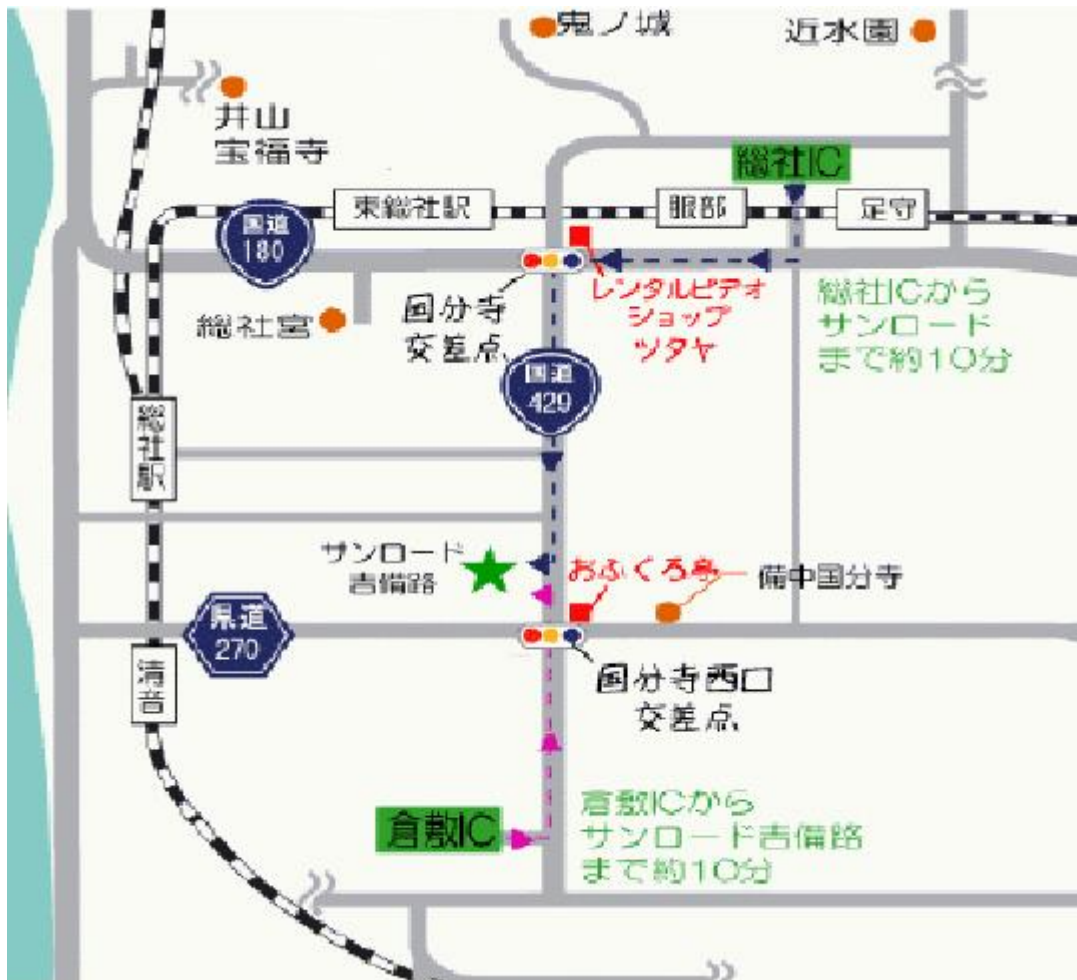 鬼ノ城
近水園
井山
宝福寺
総社IC
東総社駅
服部
足守
国道
180
総社宮
国分寺
交差点
レンタルビデオ
ショップ
ツタヤ
総社ICから
サンロード
まで約10分
国道
429
総社駅
サンロード
吉備路
おふくろ亭
備中国分寺
県道
270
清音
国分寺西口
交差点
倉敷IC
倉敷ICから
サンロード吉備路
まで約10分